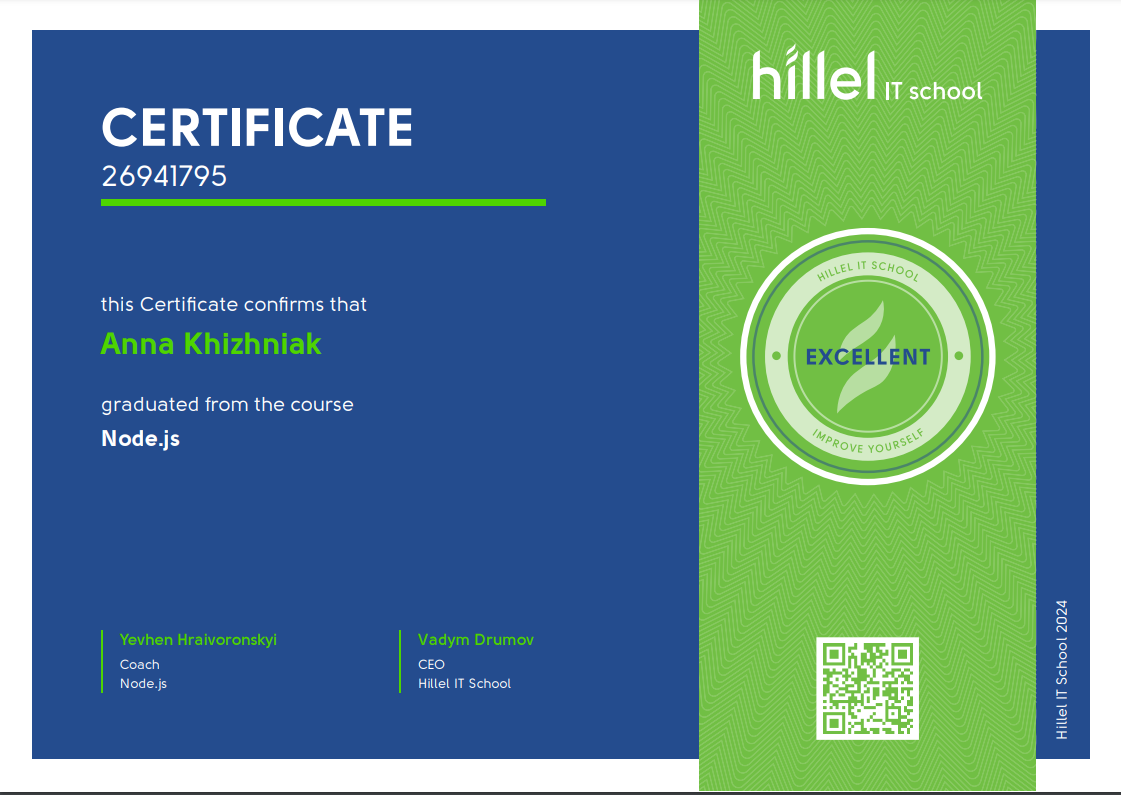 hillel IT school
CERTIFICATE
26941795
this Certificate confirms that
Anna Khizhniak
graduated from the course
Node.js
HILLEL IT SCHOOL
EXCELLENT
IMPROVE YOURSELF
Yevhen Hraivoronskyi
Coach
Node.js
Vadym Drumov
CEO
Hillel IT School
Hillel IT School 2024